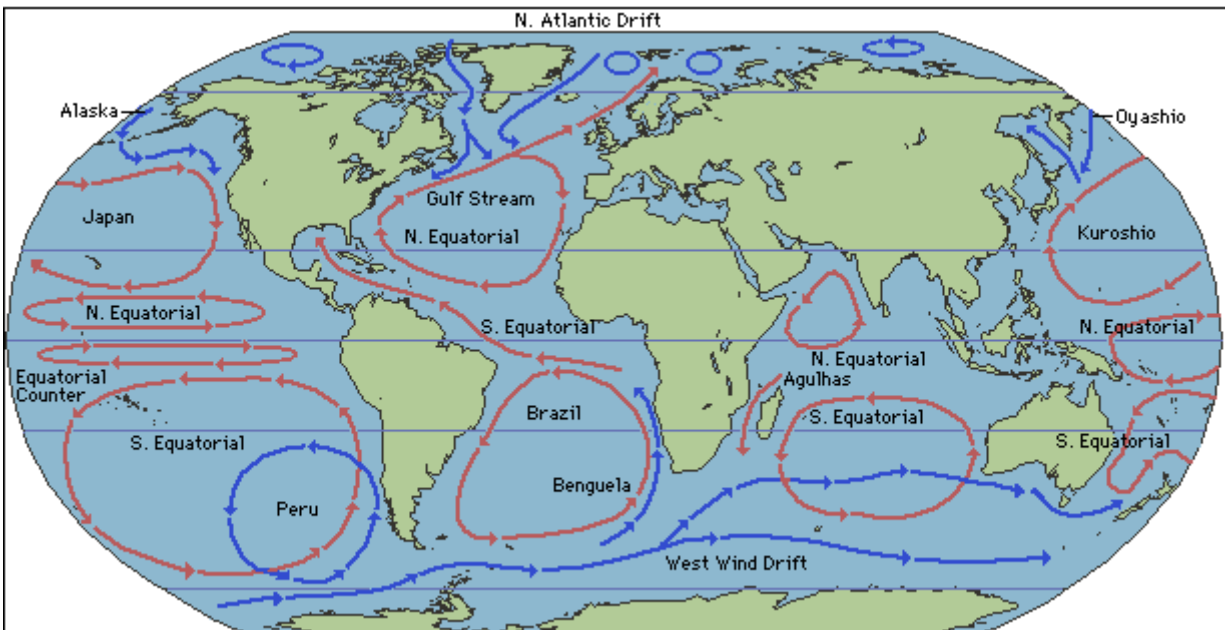 N. Atlantic Drift
Alaska
Oyashio
Gulf Stream
Japan
N. Equatorial
Kuroshio
N. Equatorial
S. Equatorial
N. Equatorial
N. Equatorial
Equatorial
Counter
Agulhas
Brazil
S. Equatorial
S. Equatorial
S. Equatorial
Benguela
Peru
West Wind Drift